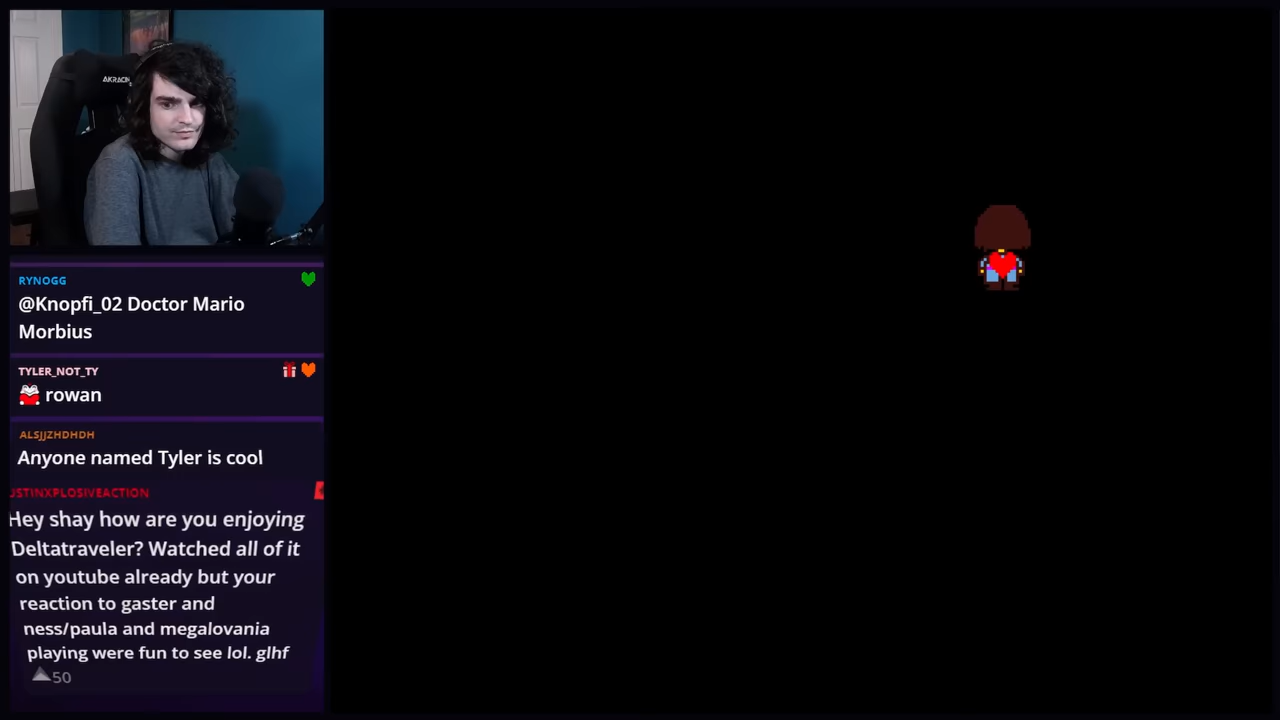 AKRACING
RYNOGG
@Knopfi_02 Doctor Mario
Morbius
TYLER_NOT_TY
rowan
ALSJJZHDHDH
Anyone named Tyler is cool
STINXPLOSIVEACTION
Hey shay how are you enjoying
Deltatraveler? Watched all of it
on youtube already but your
reaction to gaster and
ness/paula and megalovania
playing were fun to see lol. glhf
50